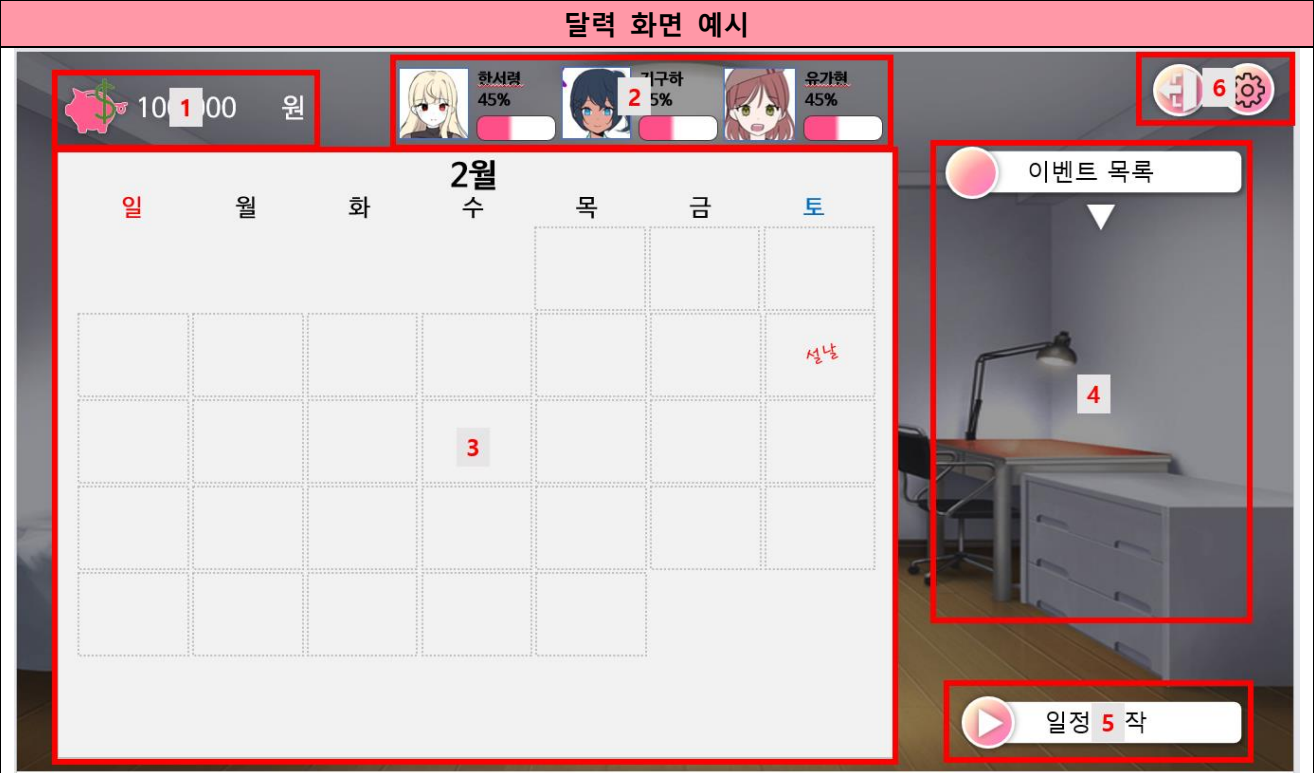 달력 화면 예시
1
원
한서령
45%
2
유가현
45%
6
2월
일 월 화 수 목 금 토
설날
3
이벤트 목록
4
일정 5 작